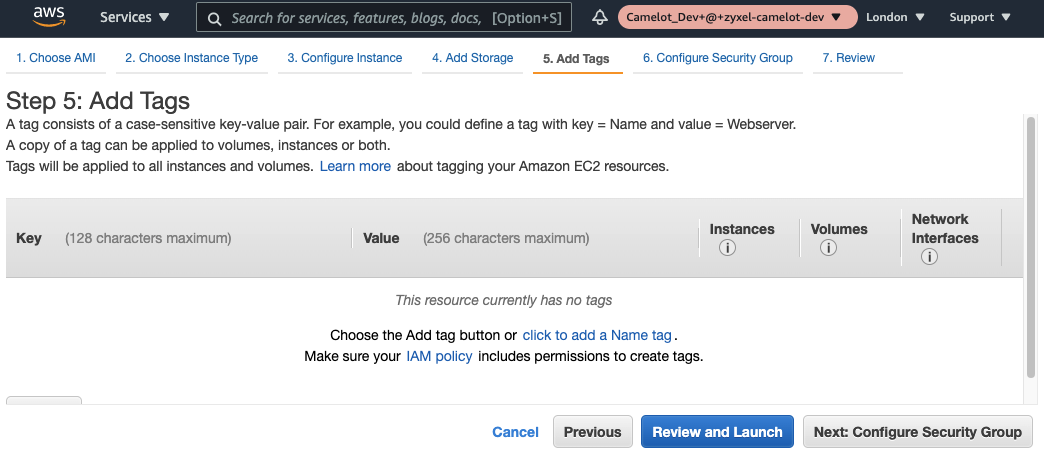 aws Services Search for services, features, blogs, docs, [Option+S] Camelot_Dev+@+zyxel-camelot-dev London Support
1. Choose AMI 2. Choose Instance Type 3. Configure Instance 4. Add Storage 5. Add Tags 6. Configure Security Group 7. Review
Step 5: Add Tags
A tag consists of a case-sensitive key-value pair. For example, you could define a tag with key = Name and value = Webserver.
A copy of a tag can be applied to volumes, instances or both.
Tags will be applied to all instances and volumes. Learn more about tagging your Amazon EC2 resources.
Key (128 characters maximum) Value (256 characters maximum) Instances Volumes Network Interfaces
This resource currently has no tags
Choose the Add tag button or click to add a Name tag.
Make sure your IAM policy includes permissions to create tags.
Cancel Previous Review and Launch Next: Configure Security Group